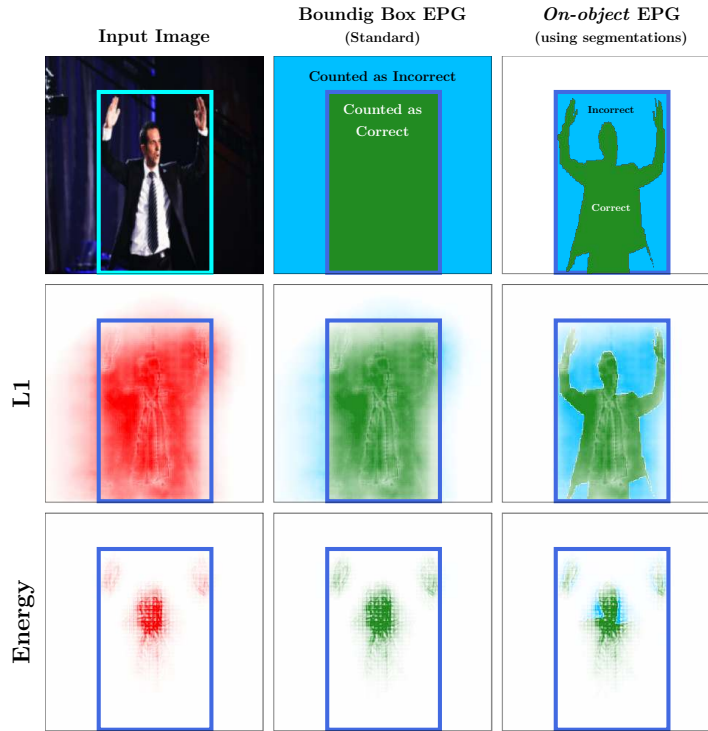 Input Image
Boundig Box EPG
(Standard)
On-object EPG
(using segmentations)
Counted as Incorrect
Counted as
Correct
Incorrect
Correct
L1
Energy